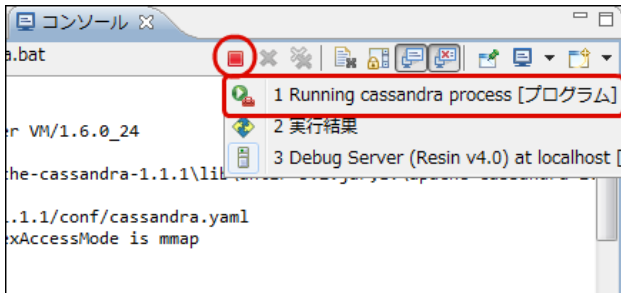 コンソール
a.bat
1 Running cassandra process [プログラム]
2 実行結果
er VM/1.6.0_24
3 Debug Server (Resin v4.0) at localhost [
he-cassandra-1.1.1\lib
.1.1/conf/cassandra.yaml
exAccessMode is mmap